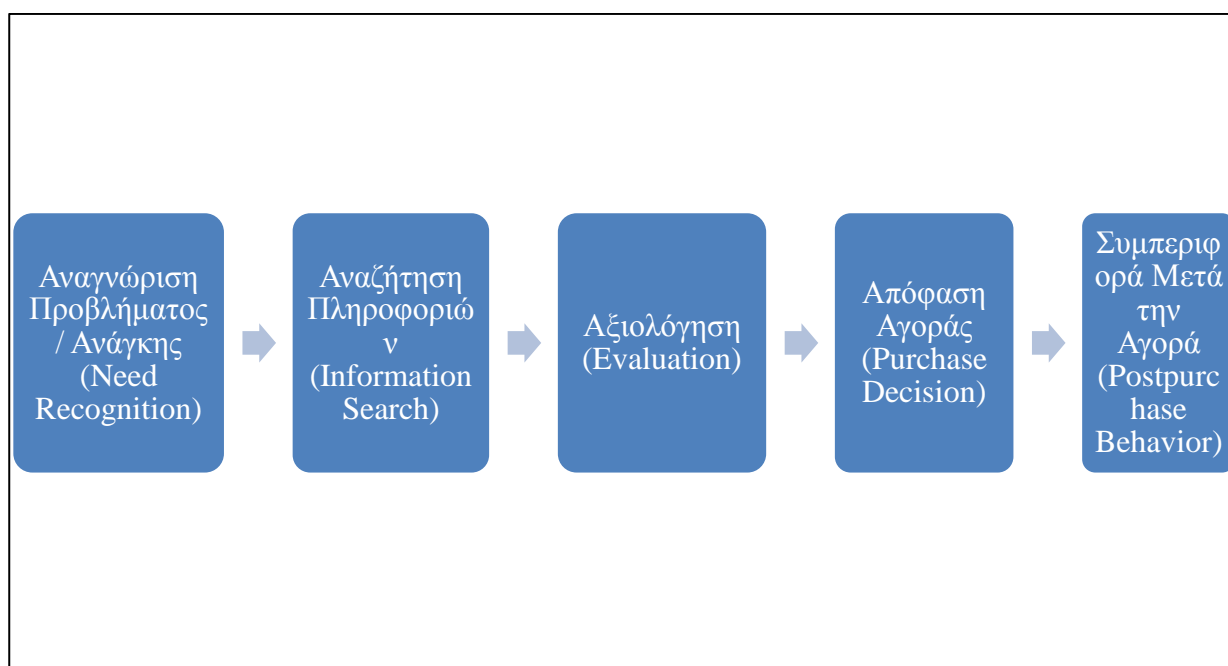 Αναγνώριση
Προβλήματος
/ Ανάγκης
(Need
Recognition)
Αναζήτηση
Πληροφοριώ
ν
(Information
Search)
Αξιολόγηση
(Evaluation)
Απόφαση
Αγοράς
(Purchase
Decision)
Συμπεριφ
ορά Μετά
την
Αγορά
(Postpurc
hase
Behavior)